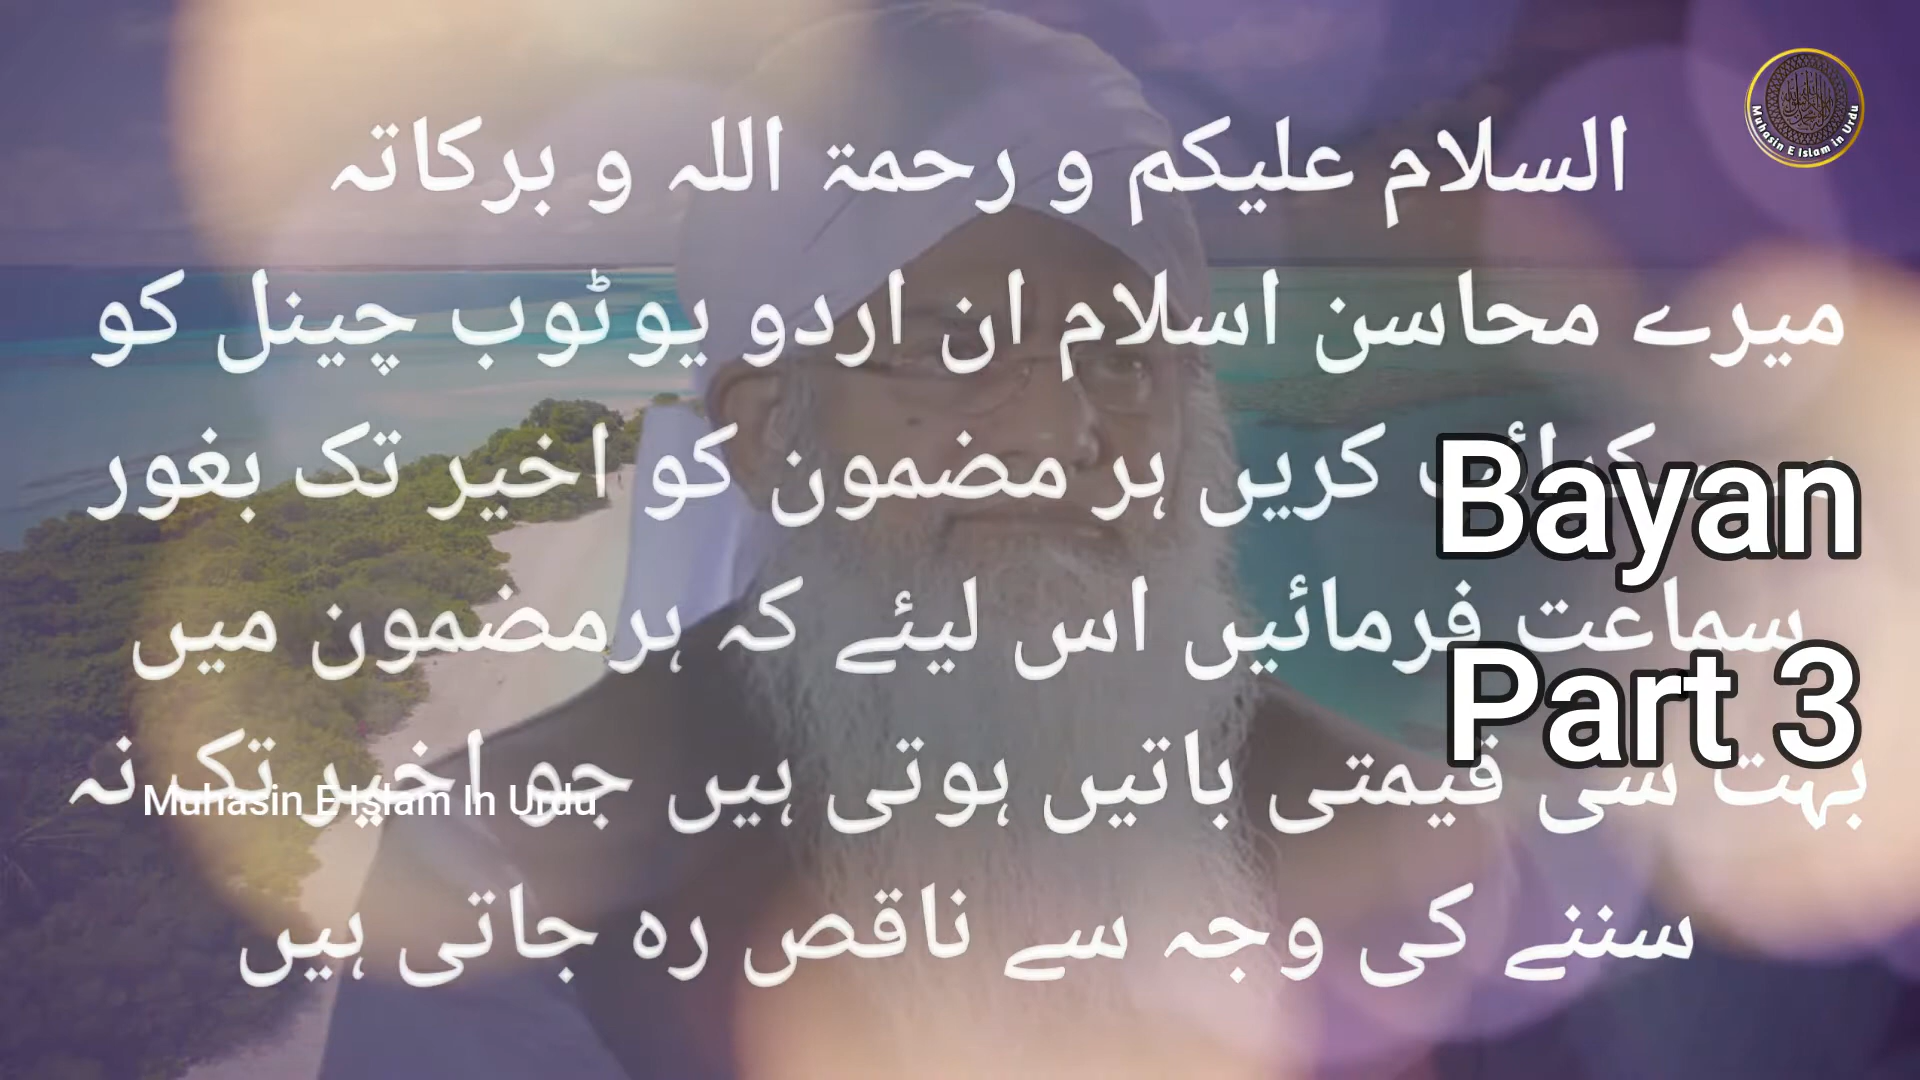 السلام علیکم و رحمۃ اللہ و برکاتہ
میرے محاسن اسلام ان اردو یوٹوب چینل کو
کریں ہر مضمون کو اخیر تک بغور
سماعت فرمائیں اس لیئے کہ ہرمضمون میں
بہت سی قیمتی باتیں ہوتی ہیں جو اخیر تک نہ
سننے کی وجہ سے ناقص رہ جاتی ہیں
Bayan
Part 3
Muhasin E Islam In Urdu
Muhasin E Islam in Urdu